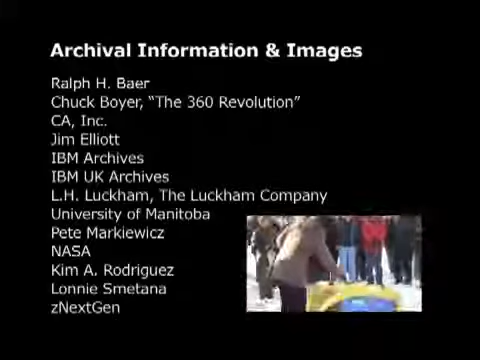 Archival Information & Images
Ralph H. Baer
Chuck Boyer, “The 360 Revolution”
CA, Inc.
Jim Elliott
IBM Archives
IBM UK Archives
L.H. Luckham, The Luckham Company
University of Manitoba
Pete Markiewicz
NASA
Kim A. Rodriguez
Lonnie Smetana
zNextGen